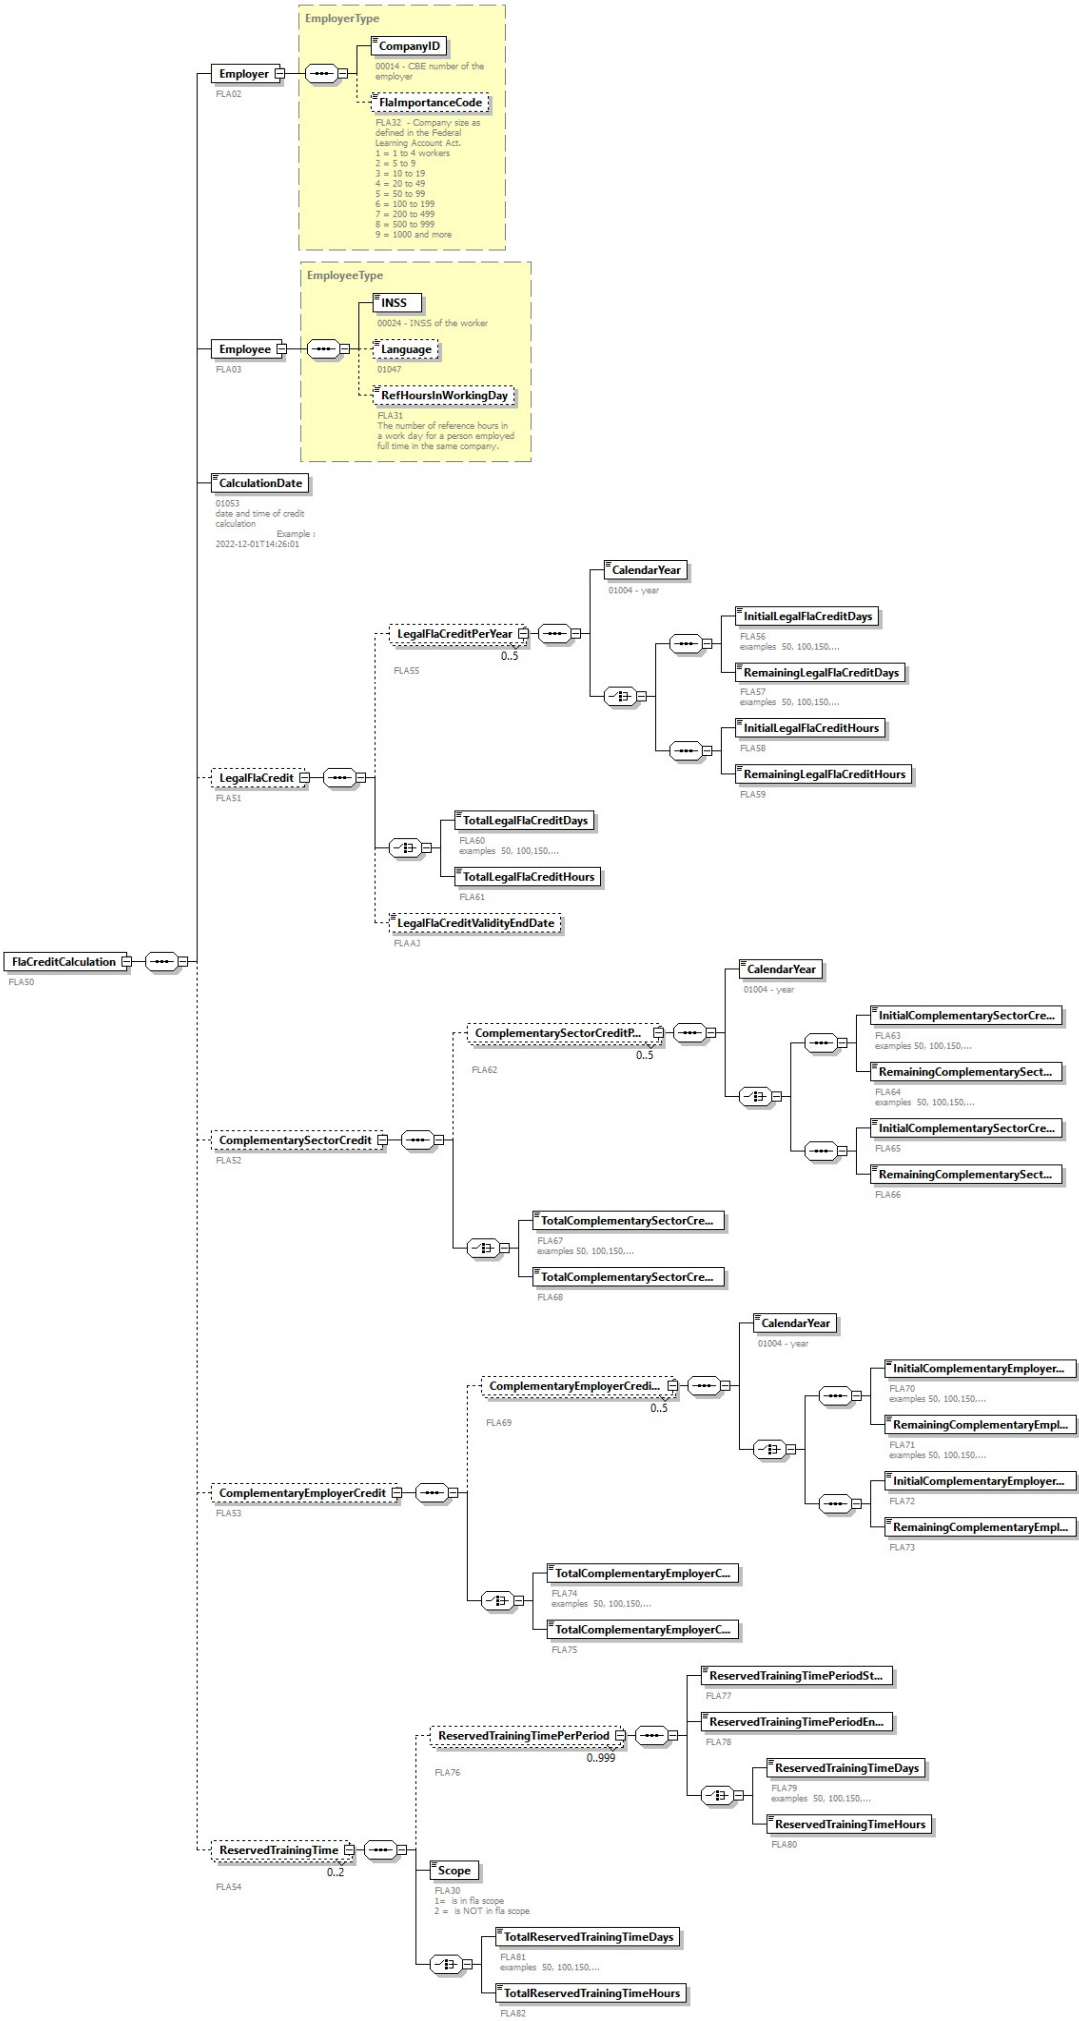 EmployerType
CompanyID
00014 - CBE number of the
employer
Employer
FLA02
FlaImportanceCode
FLA32 - Company size as
defined in the Federal
Learning Account Act.
1 = 1 to 4 workers
2 = 5 to 9
3 = 10 to 19
4 = 20 to 49
5 = 50 to 99
6 = 100 to 199
7 = 200 to 499
8 = 500 to 999
9 = 1000 and more
EmployeeType
INSS
00024 - INSS of the worker
Employee
FLA03
Language
01047
RefHoursInWorkingDay
FLA31
The number of reference hours in
a work day for a person employed
full time in the same company.
CalculationDate
01053
date and time of credit
calculation
Example :
2022-12-01T14:26:01
CalendarYear
01004 - year
LegalFlaCreditPerYear
0..5
FLA55
InitialLegalFlaCreditDays
FLA56
examples 50, 100,150,...
RemainingLegalFlaCreditDays
FLA57
examples 50, 100,150,...
InitialLegalFlaCreditHours
FLA58
RemainingLegalFlaCreditHours
FLA59
LegalFlaCredit
FLA51
TotalLegalFlaCreditDays
FLA60
examples 50, 100,150,...
TotalLegalFlaCreditHours
FLA61
LegalFlaCreditValidityEndDate
FLAAJ
FlaCreditCalculation
FLA50
CalendarYear
01004 - year
ComplementarySectorCreditP...
0..5
FLA62
InitialComplementarySectorCre...
FLA63
examples 50, 100,150,...
RemainingComplementarySect...
FLA64
examples 50, 100,150,...
InitialComplementarySectorCre...
FLA65
RemainingComplementarySect...
FLA66
ComplementarySectorCredit
FLA52
TotalComplementarySectorCre...
FLA67
examples 50, 100,150,...
TotalComplementarySectorCre...
FLA68
CalendarYear
01004 - year
ComplementaryEmployerCredi...
0..5
FLA69
InitialComplementaryEmployer...
FLA70
examples 50, 100,150,...
RemainingComplementaryEmpl...
FLA71
examples 50, 100,150,...
InitialComplementaryEmployer...
FLA72
RemainingComplementaryEmpl...
FLA73
ComplementaryEmployerCredit
FLA53
TotalComplementaryEmployerC...
FLA74
examples 50, 100,150,...
TotalComplementaryEmployerC...
FLA75
ReservedTrainingTimePeriodSt...
FLA77
ReservedTrainingTimePeriodEn...
FLA78
ReservedTrainingTimePerPeriod
0..999
FLA76
ReservedTrainingTimeDays
FLA79
examples 50, 100,150,...
ReservedTrainingTimeHours
FLA80
ReservedTrainingTime
0..2
FLA54
Scope
FLA30
1= is in fla scope
2 = is NOT in fla scope
TotalReservedTrainingTimeDays
FLA81
examples 50, 100,150,...
TotalReservedTrainingTimeHours
FLA82